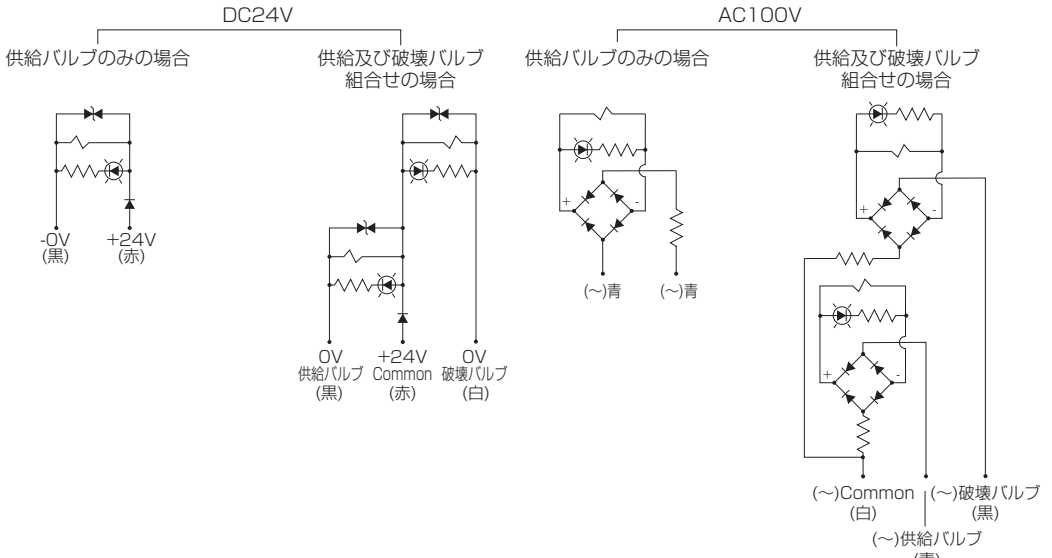 DC24V
供給バルブのみの場合
供給及び破壊バルブ
組合せの場合
-0V
(黒)
+24V
(赤)
0V
供給バルブ
(黒)
+24V
Common
(赤)
0V
破壊バルブ
(白)
AC100V
供給バルブのみの場合
+
-
(～)青
(～)青
供給及び破壊バルブ
組合せの場合
+
-
+
-
(～)Common
(白)
(～)破壊バルブ
(黒)
(～)供給バルブ